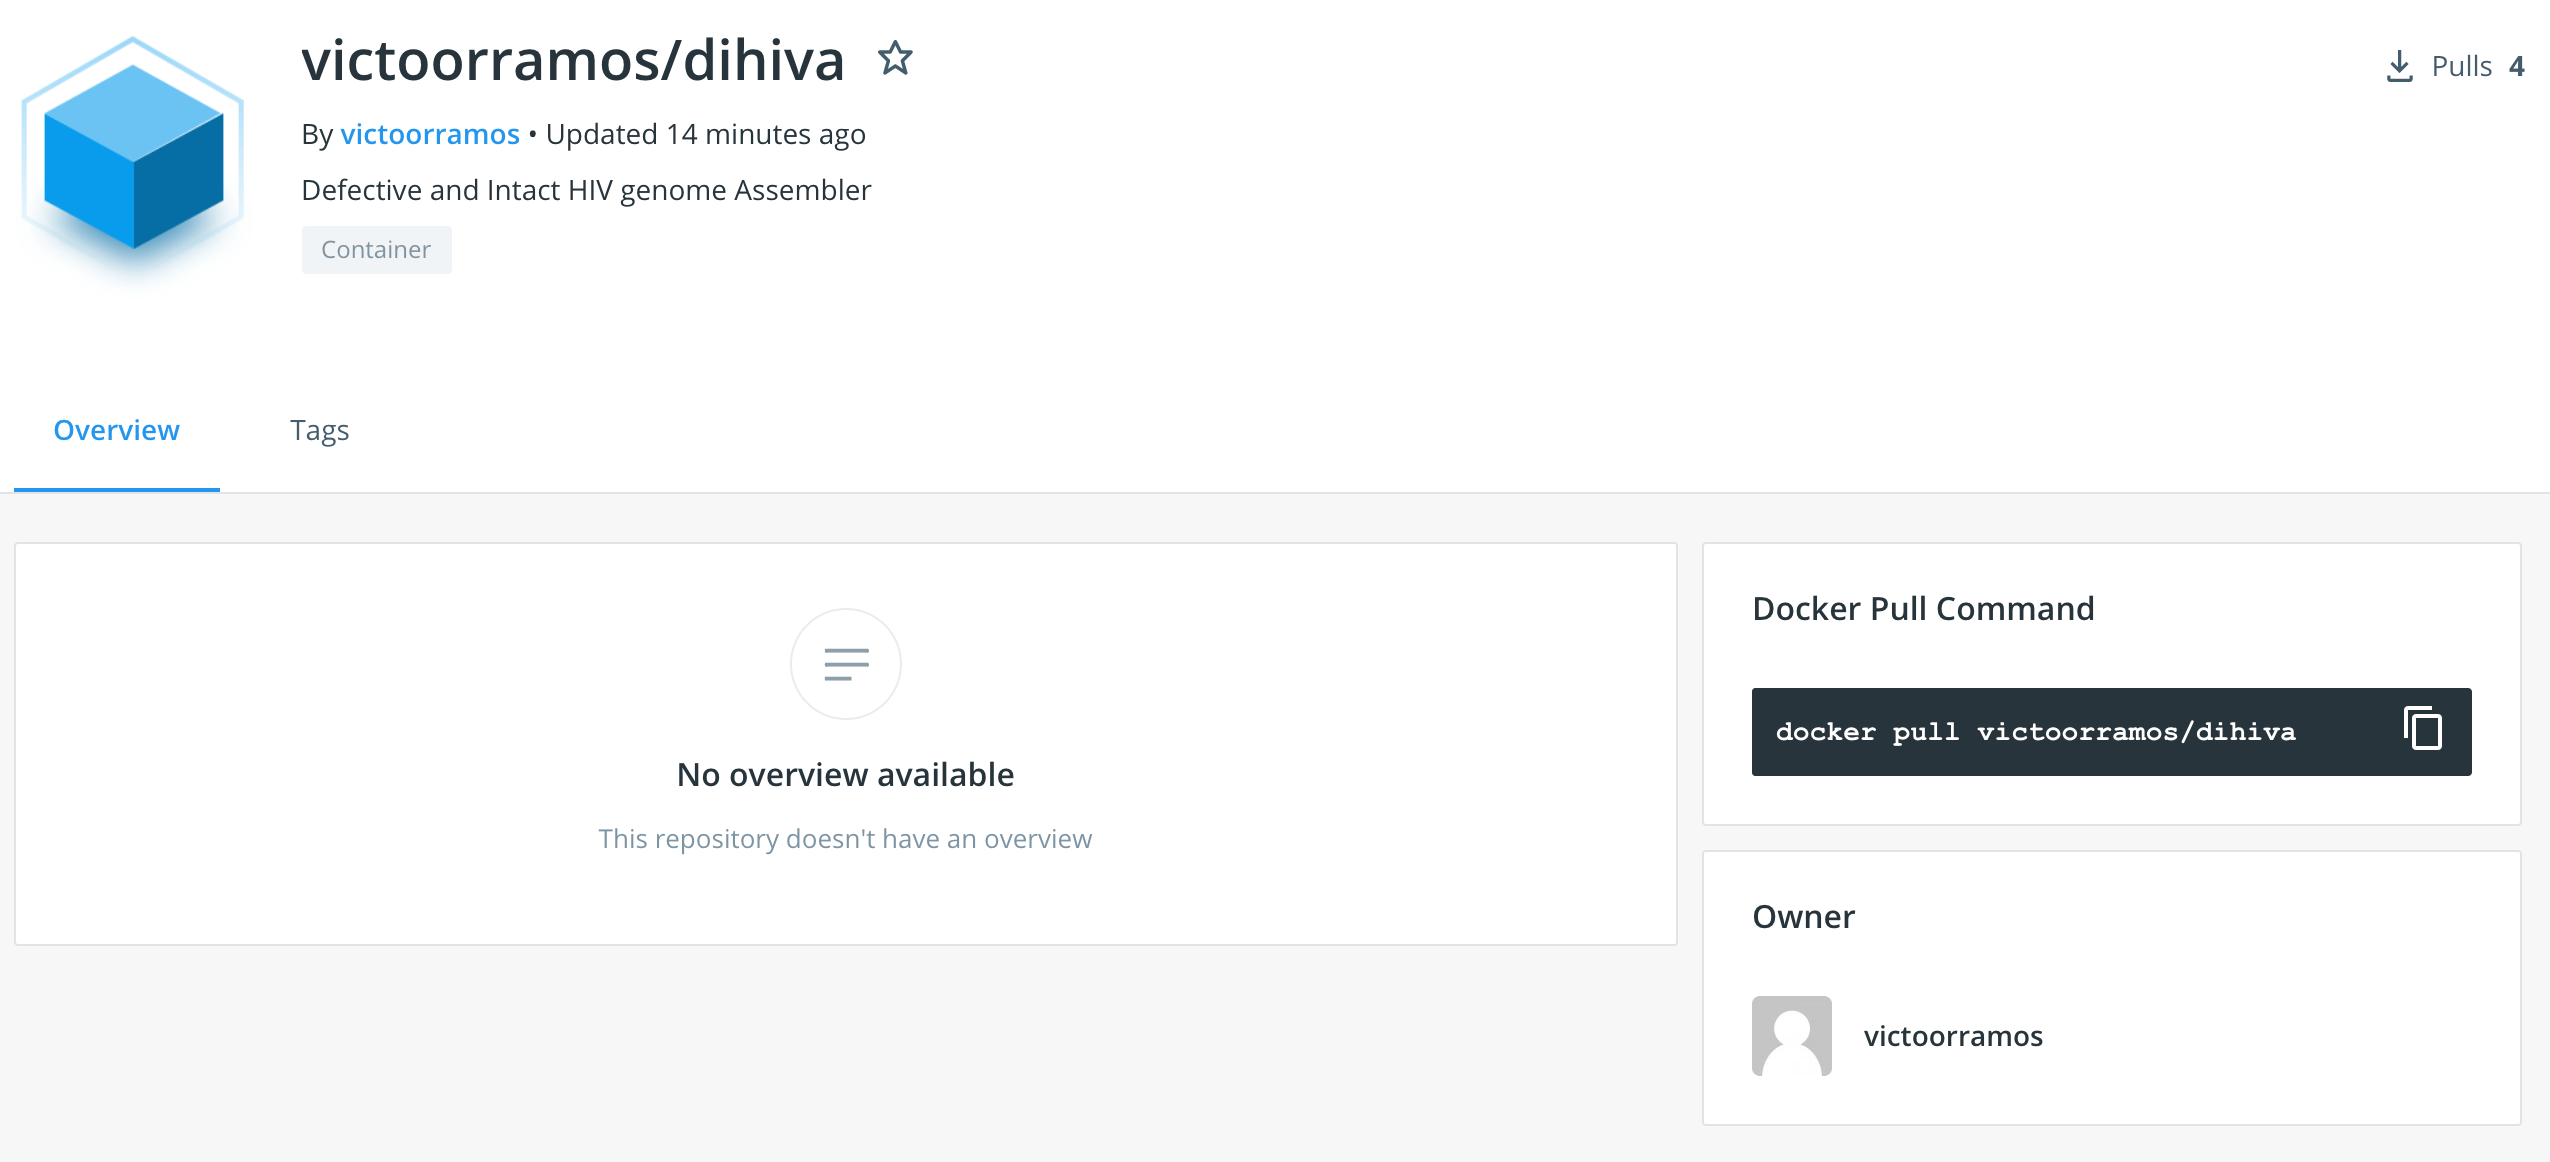 victoorramos/dihiva
Pulls 4
By victoorramos • Updated 14 minutes ago
Defective and Intact HIV genome Assembler
Container
Overview
Tags
No overview available
This repository doesn't have an overview
Docker Pull Command
docker pull victoorramos/dihiva
Owner
victoorramos